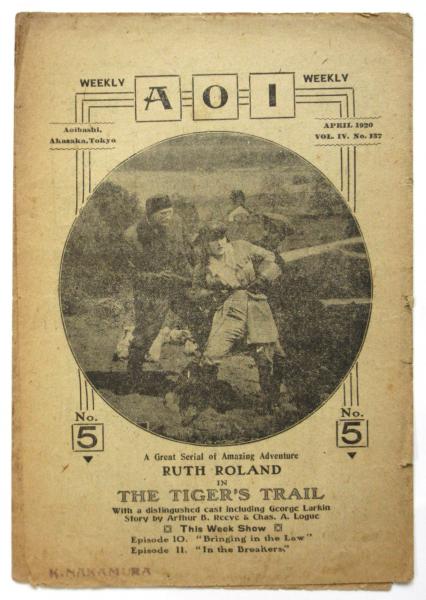 WEEKLY AOI WEEKLY
Aoibashi,
Akasaka, Tokyo
APRIL 1920
VOL. IV. No. 137
No.
5
No.
5
A Great Serial of Amazing Adventure
RUTH ROLAND
IN
THE TIGER'S TRAIL
With a distingushed cast including George Larkin
Story by Arthur B. Reeve & Chas. A. Logue
This Week Show
Episode 10. "Bringing in the Law"
Episode 11. "In the Breakers,"
K. NAKAMURA